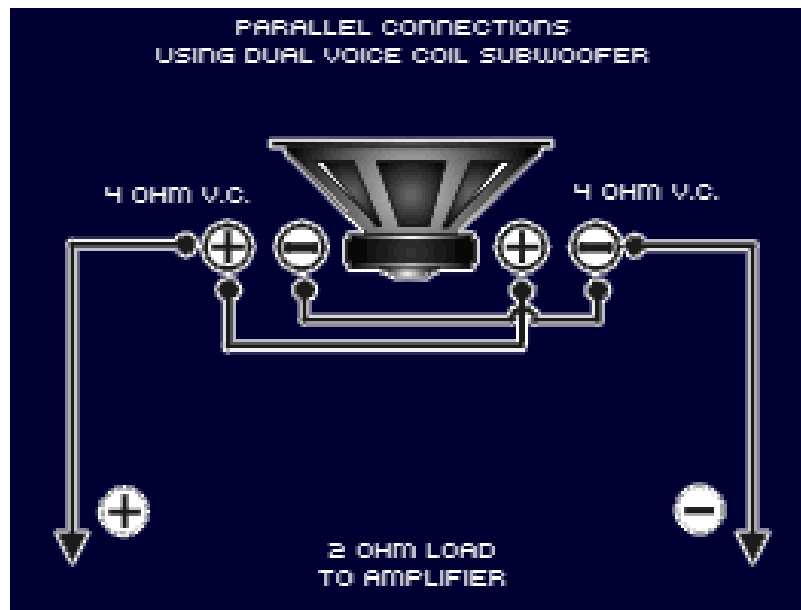 PARALLEL CONNECTIONS
USING DUAL VOICE COIL SUBWOOFER
4 OHM V.C.
4 OHM V.C.
+
−
+
−
+
−
2 OHM LOAD
TO AMPLIFIER